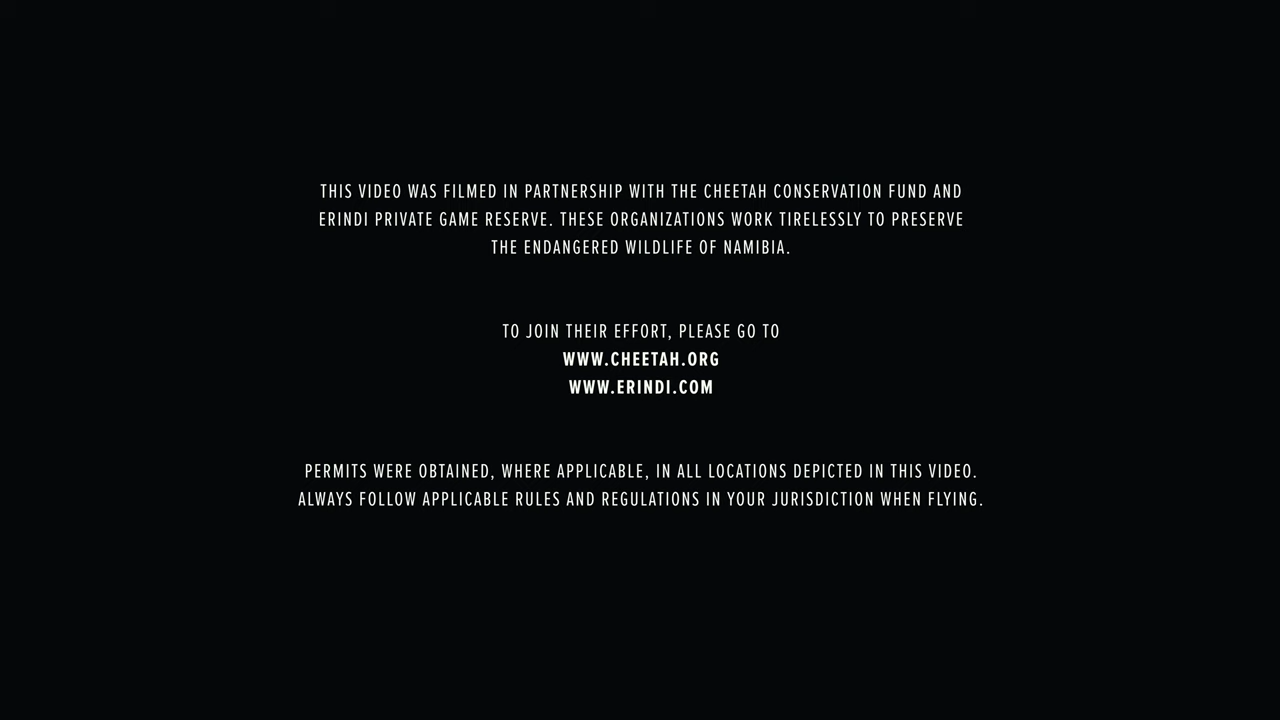 THIS VIDEO WAS FILMED IN PARTNERSHIP WITH THE CHEETAH CONSERVATION FUND AND
ERINDI PRIVATE GAME RESERVE. THESE ORGANIZATIONS WORK TIRELESSLY TO PRESERVE
THE ENDANGERED WILDLIFE OF NAMIBIA.
TO JOIN THEIR EFFORT, PLEASE GO TO
WWW.CHEETAH.ORG
WWW.ERINDI.COM
PERMITS WERE OBTAINED, WHERE APPLICABLE, IN ALL LOCATIONS DEPICTED IN THIS VIDEO.
ALWAYS FOLLOW APPLICABLE RULES AND REGULATIONS IN YOUR JURISDICTION WHEN FLYING.